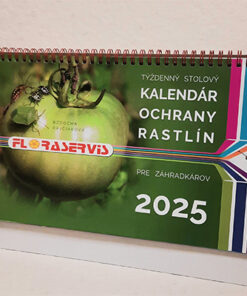 TÝŽDENNÝ STOLOVÝ
KALENDÁR
OCHRANY
RASTLÍN
FLORASERVIS
PRE ZÁHRADKÁROV
2025